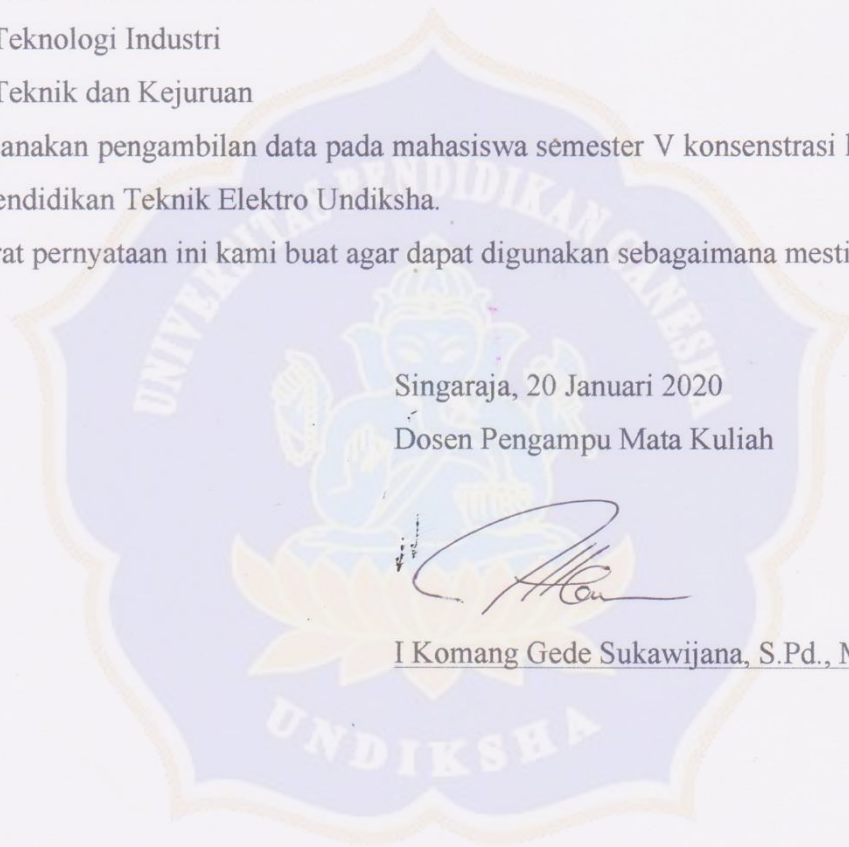 Teknologi Industri
Teknik dan Kejuruan
anakan pengambilan data pada mahasiswa semester V konsenstrasi
endidikan Teknik Elektro Undiksha.
rat pernyataan ini kami buat agar dapat digunakan sebagaimana mesti
UNIVERSITAS PENDIDIKAN GANESHA
Singaraja, 20 Januari 2020
Dosen Pengampu Mata Kuliah
I Komang Gede Sukawijana, S.Pd.,
UNDIKSHA